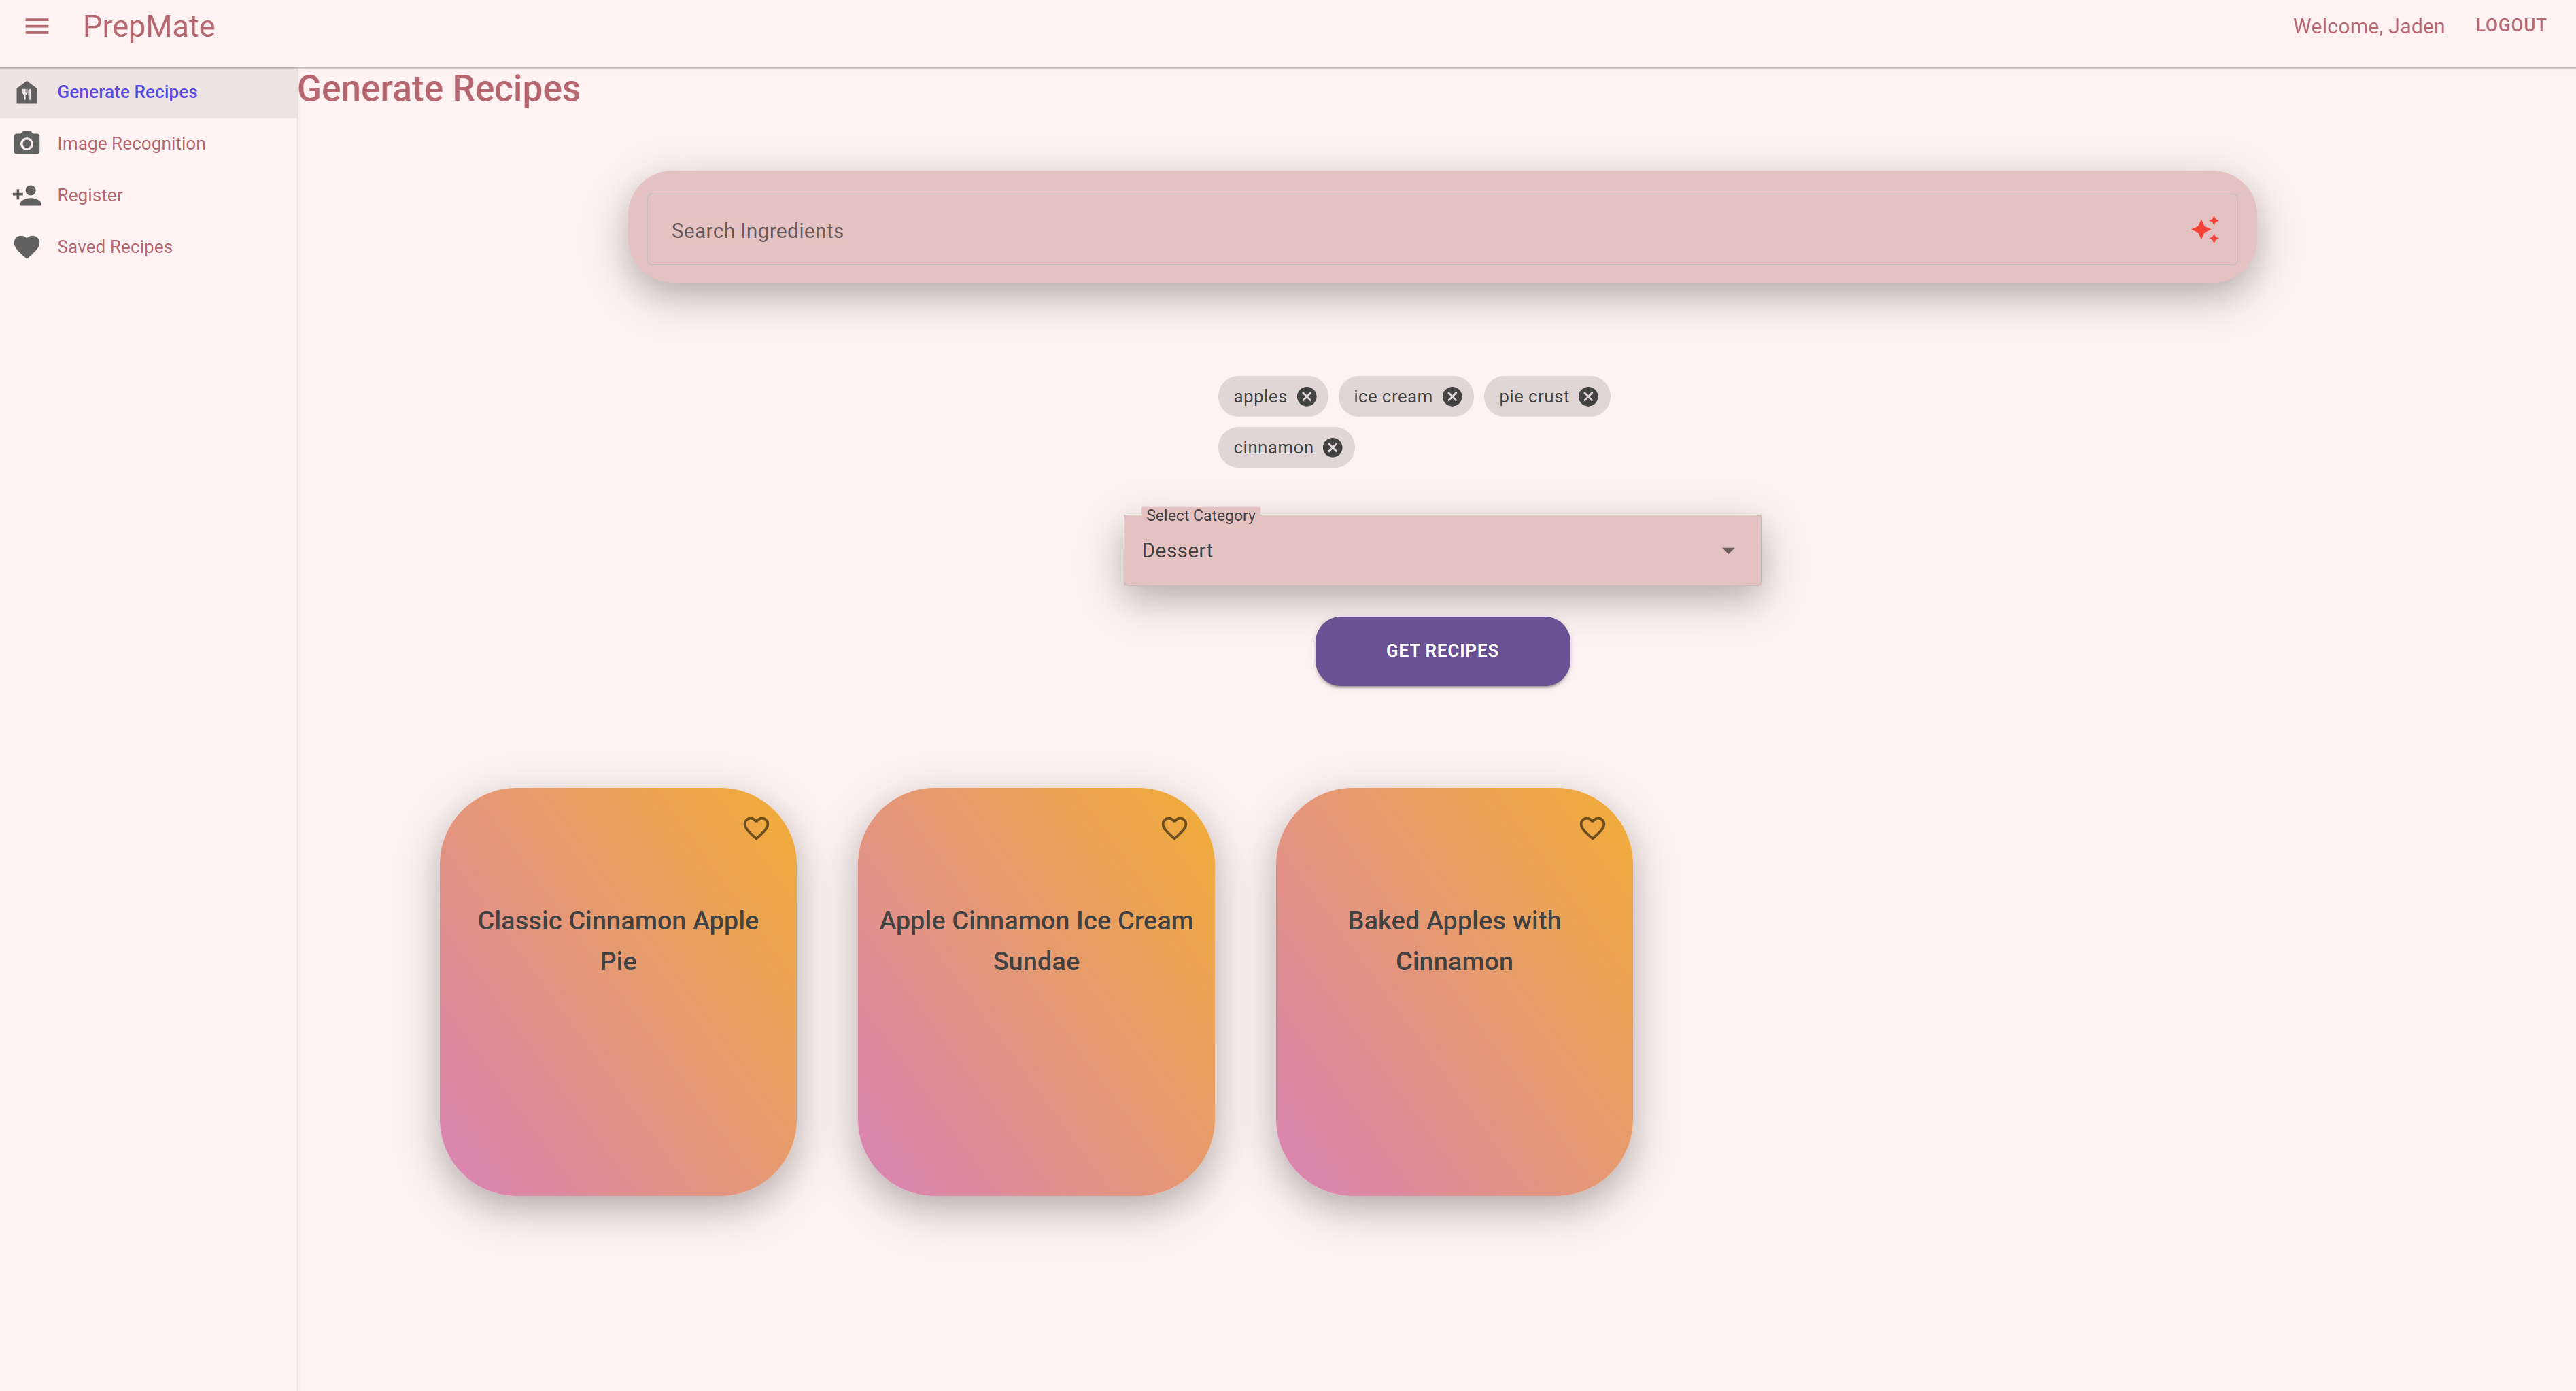 PrepMate
Welcome, Jaden
LOGOUT
Generate Recipes
Image Recognition
Register
Saved Recipes
Generate Recipes
Search Ingredients
apples
ice cream
pie crust
cinnamon
Select Category
Dessert
GET RECIPES
Classic Cinnamon Apple
Pie
Apple Cinnamon Ice Cream
Sundae
Baked Apples with
Cinnamon